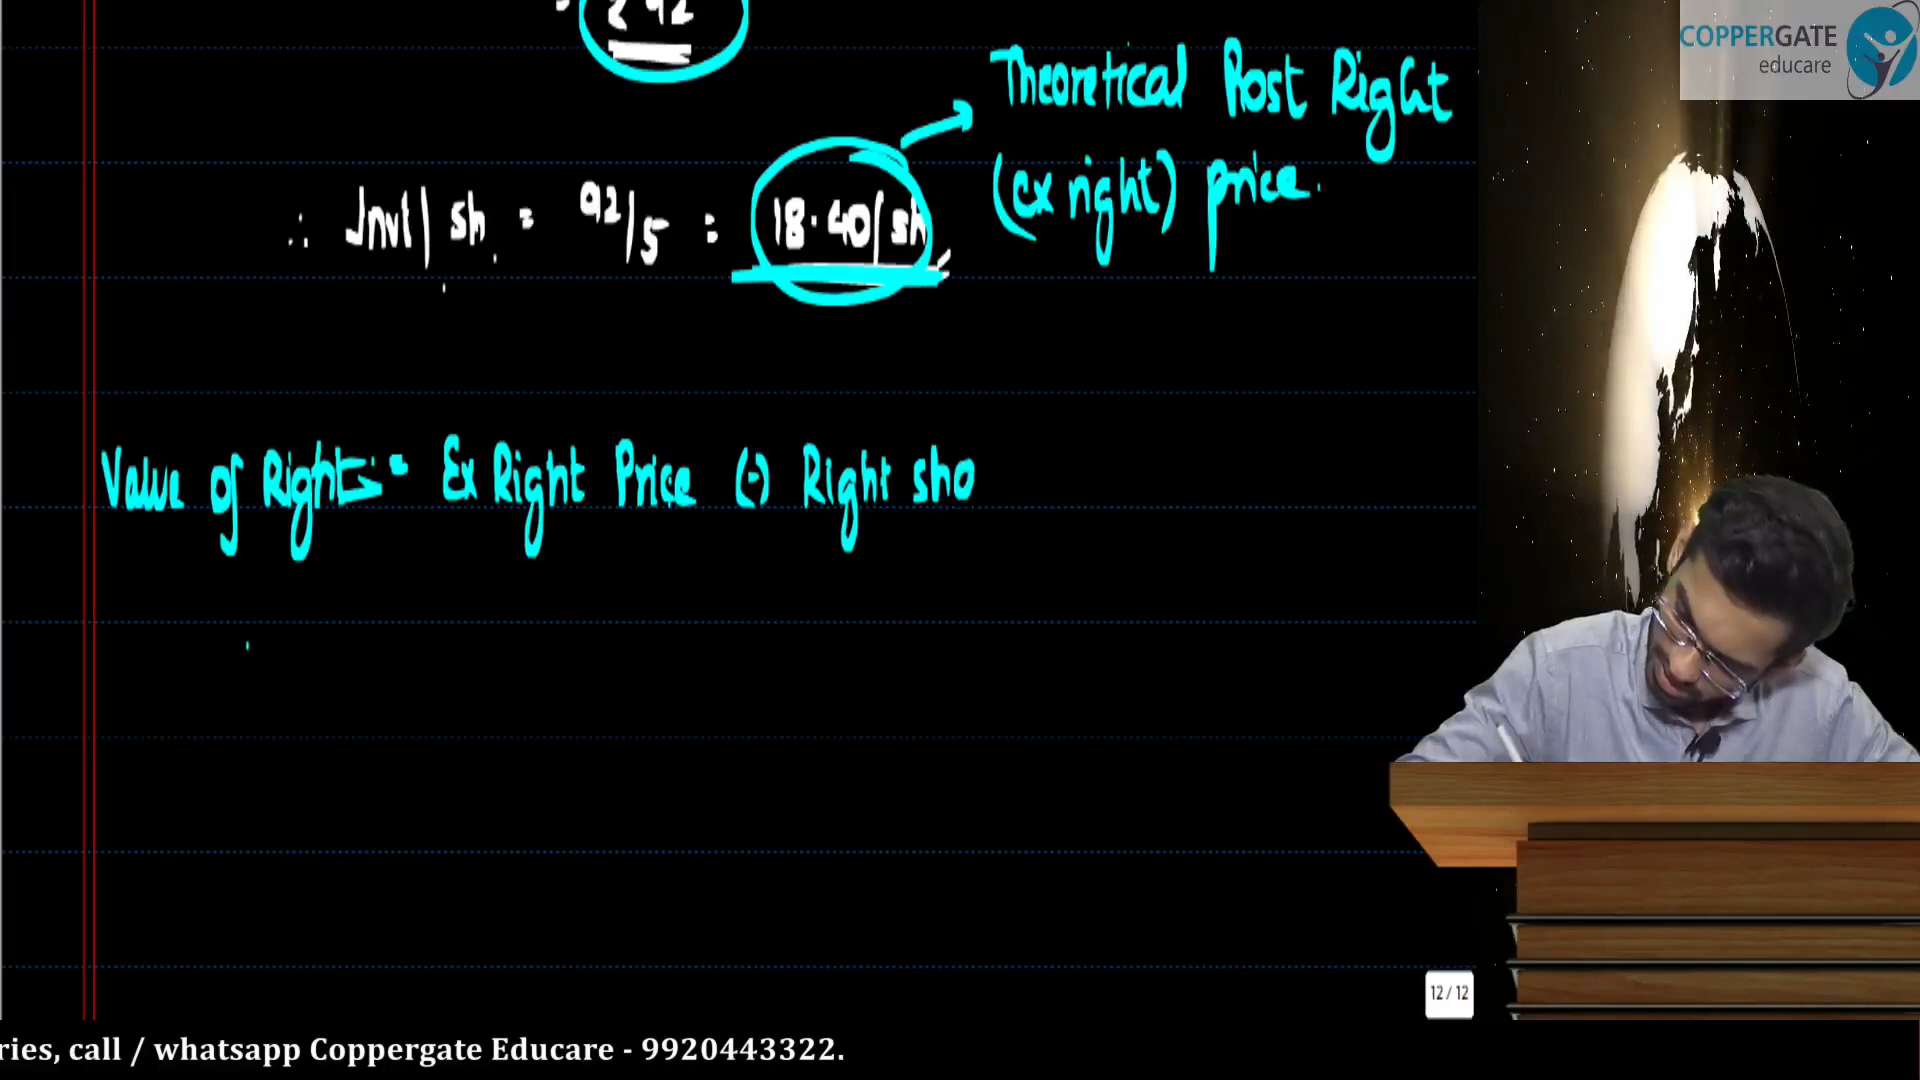 COPPERGATE
educare
Theoretical Post Right
(ex right) price.
∴ Invt/sh. = 92/5 = 18.40/sh
Value of Rights = Ex Right Price (-) Right sho
12 / 12
ries, call / whatsapp Coppergate Educare - 9920443322.